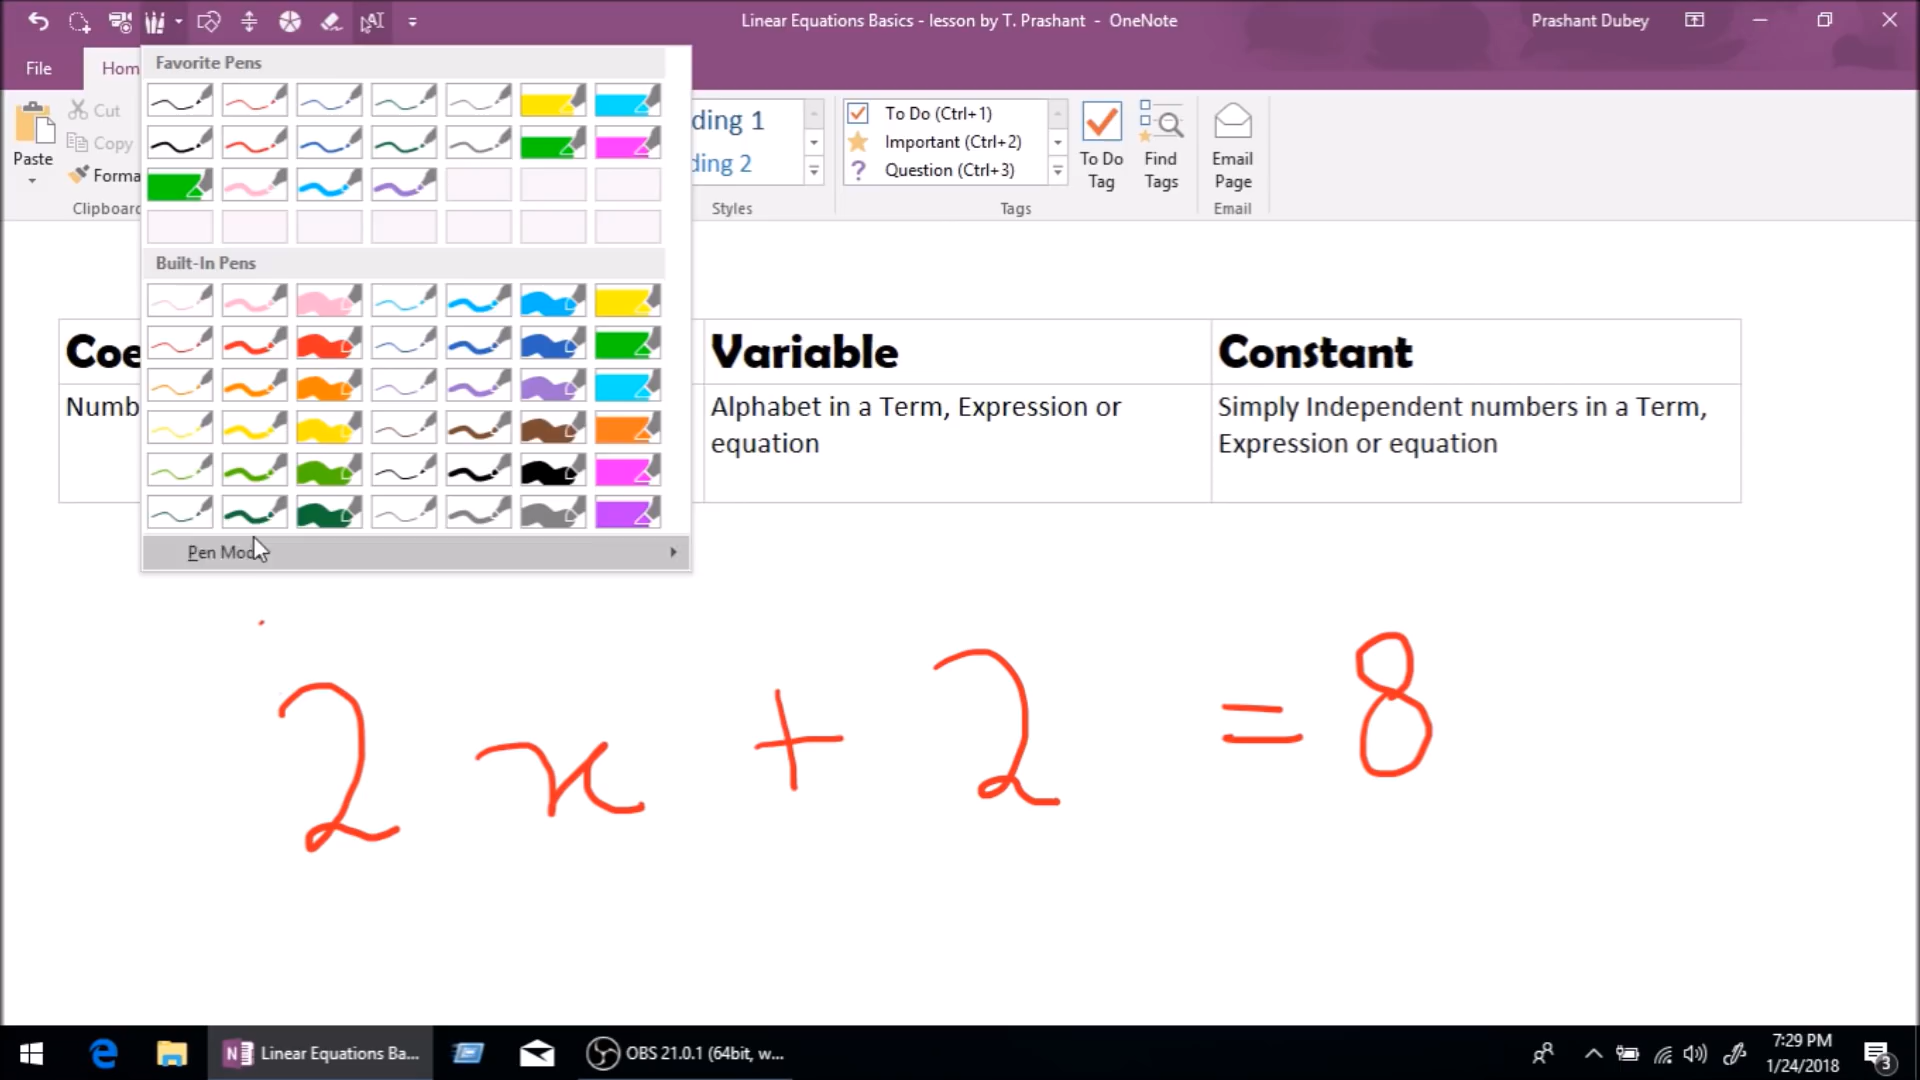 Linear Equations Basics - lesson by T. Prashant - OneNote
Prashant Dubey
File
Hom
Favorite Pens
Built-In Pens
Pen Mod
Paste
Cut
Copy
Forma
Clipboard
ding 1
ding 2
Styles
To Do (Ctrl+1)
Important (Ctrl+2)
Question (Ctrl+3)
Tags
To Do
Tag
Find
Tags
Email
Page
Email
Coe
Variable
Constant
Numb
Alphabet in a Term, Expression or
equation
Simply Independent numbers in a Term,
Expression or equation
2x + 2 = 8
Linear Equations Ba...
OBS 21.0.1 (64bit, w...
7:29 PM
1/24/2018
3